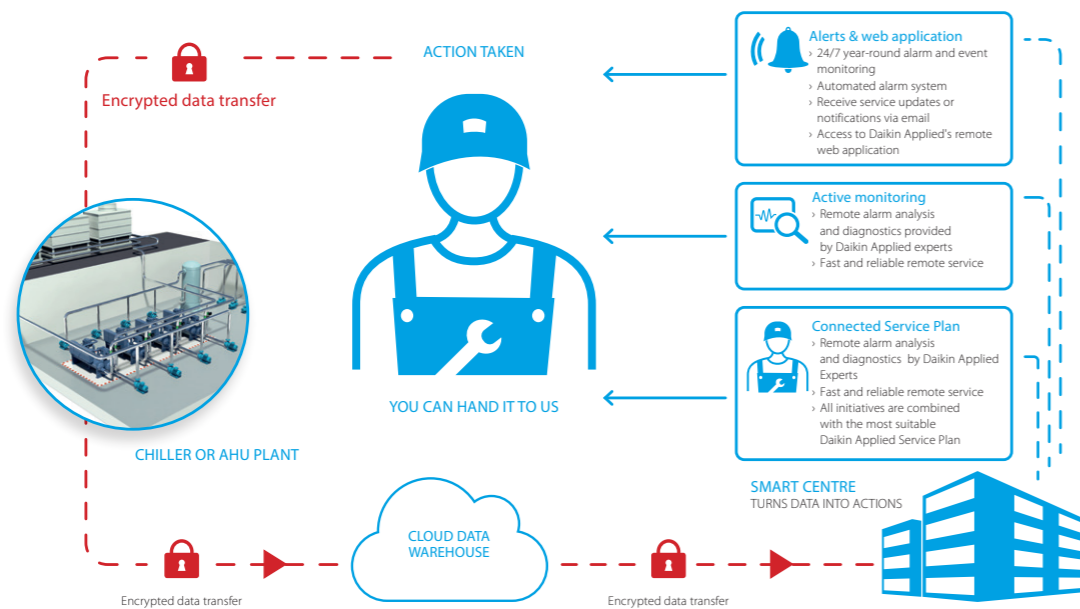 ACTION TAKEN
Encrypted data transfer
Alerts & web application
› 24/7 year-round alarm and event
monitoring
› Automated alarm system
› Receive service updates or
notifications via email
› Access to Daikin Applied's remote
web application
Active monitoring
› Remote alarm analysis
and diagnostics provided
by Daikin Applied experts
› Fast and reliable remote service
Connected Service Plan
› Remote alarm analysis
and diagnostics by Daikin Applied
Experts
› Fast and reliable remote service
› All initiatives are combined
with the most suitable
Daikin Applied Service Plan
YOU CAN HAND IT TO US
CHILLER OR AHU PLANT
SMART CENTRE
TURNS DATA INTO ACTIONS
CLOUD DATA
WAREHOUSE
Encrypted data transfer
Encrypted data transfer